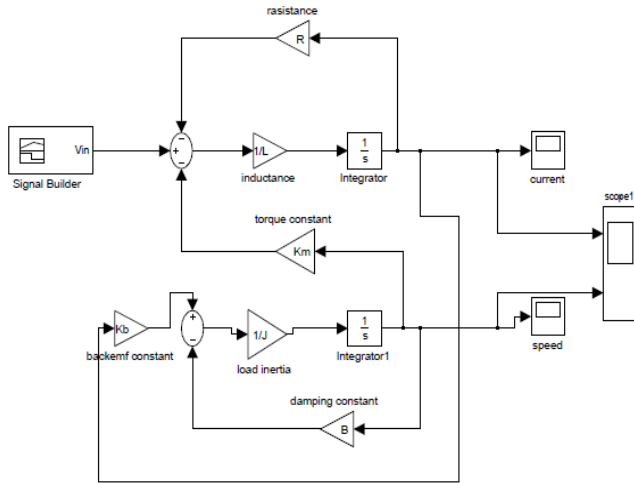 rasistance
R
Vin
Signal Builder
+
−
−
1/L
inductance
1
s
Integrator
current
scope1
torque constant
Km
Kb
backemf constant
+
−
1/J
load inertia
1
s
Integrator1
speed
damping constant
B